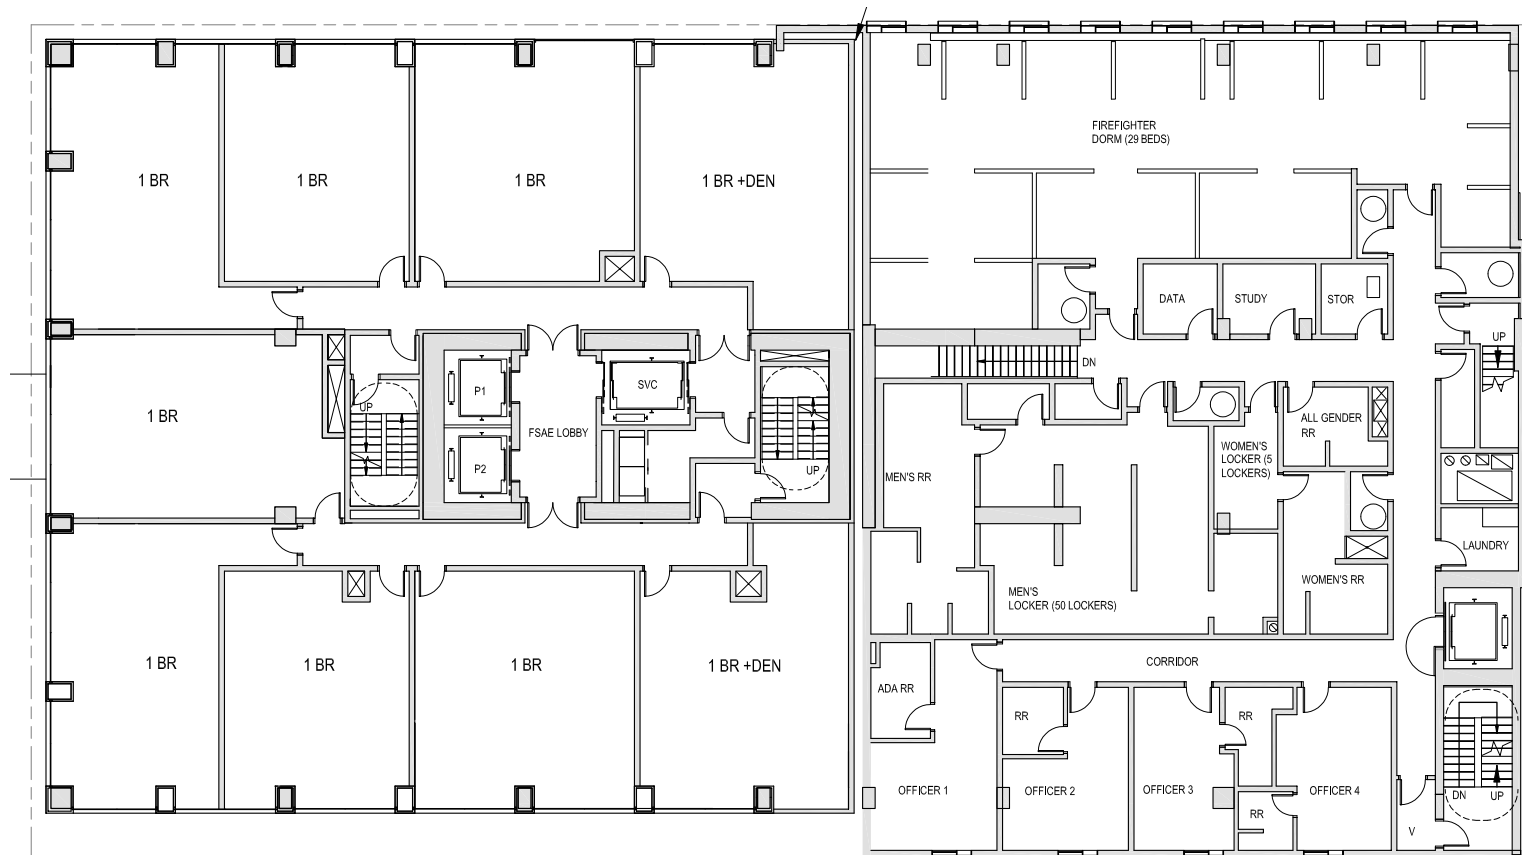 FIREFIGHTER
DORM (29 BEDS)
1 BR
1 BR
1 BR
1 BR +DEN
DATA
STUDY
STOR
UP
DN
P1
SVC
UP
1 BR
FSAE LOBBY
ALL GENDER
RR
WOMEN'S
LOCKER (5
LOCKERS)
P2
UP
MEN'S RR
LAUNDRY
WOMEN'S RR
MEN'S
LOCKER (50 LOCKERS)
1 BR
1 BR
1 BR
1 BR +DEN
CORRIDOR
ADA RR
RR
RR
OFFICER 1
OFFICER 2
OFFICER 3
OFFICER 4
DN
UP
RR
V